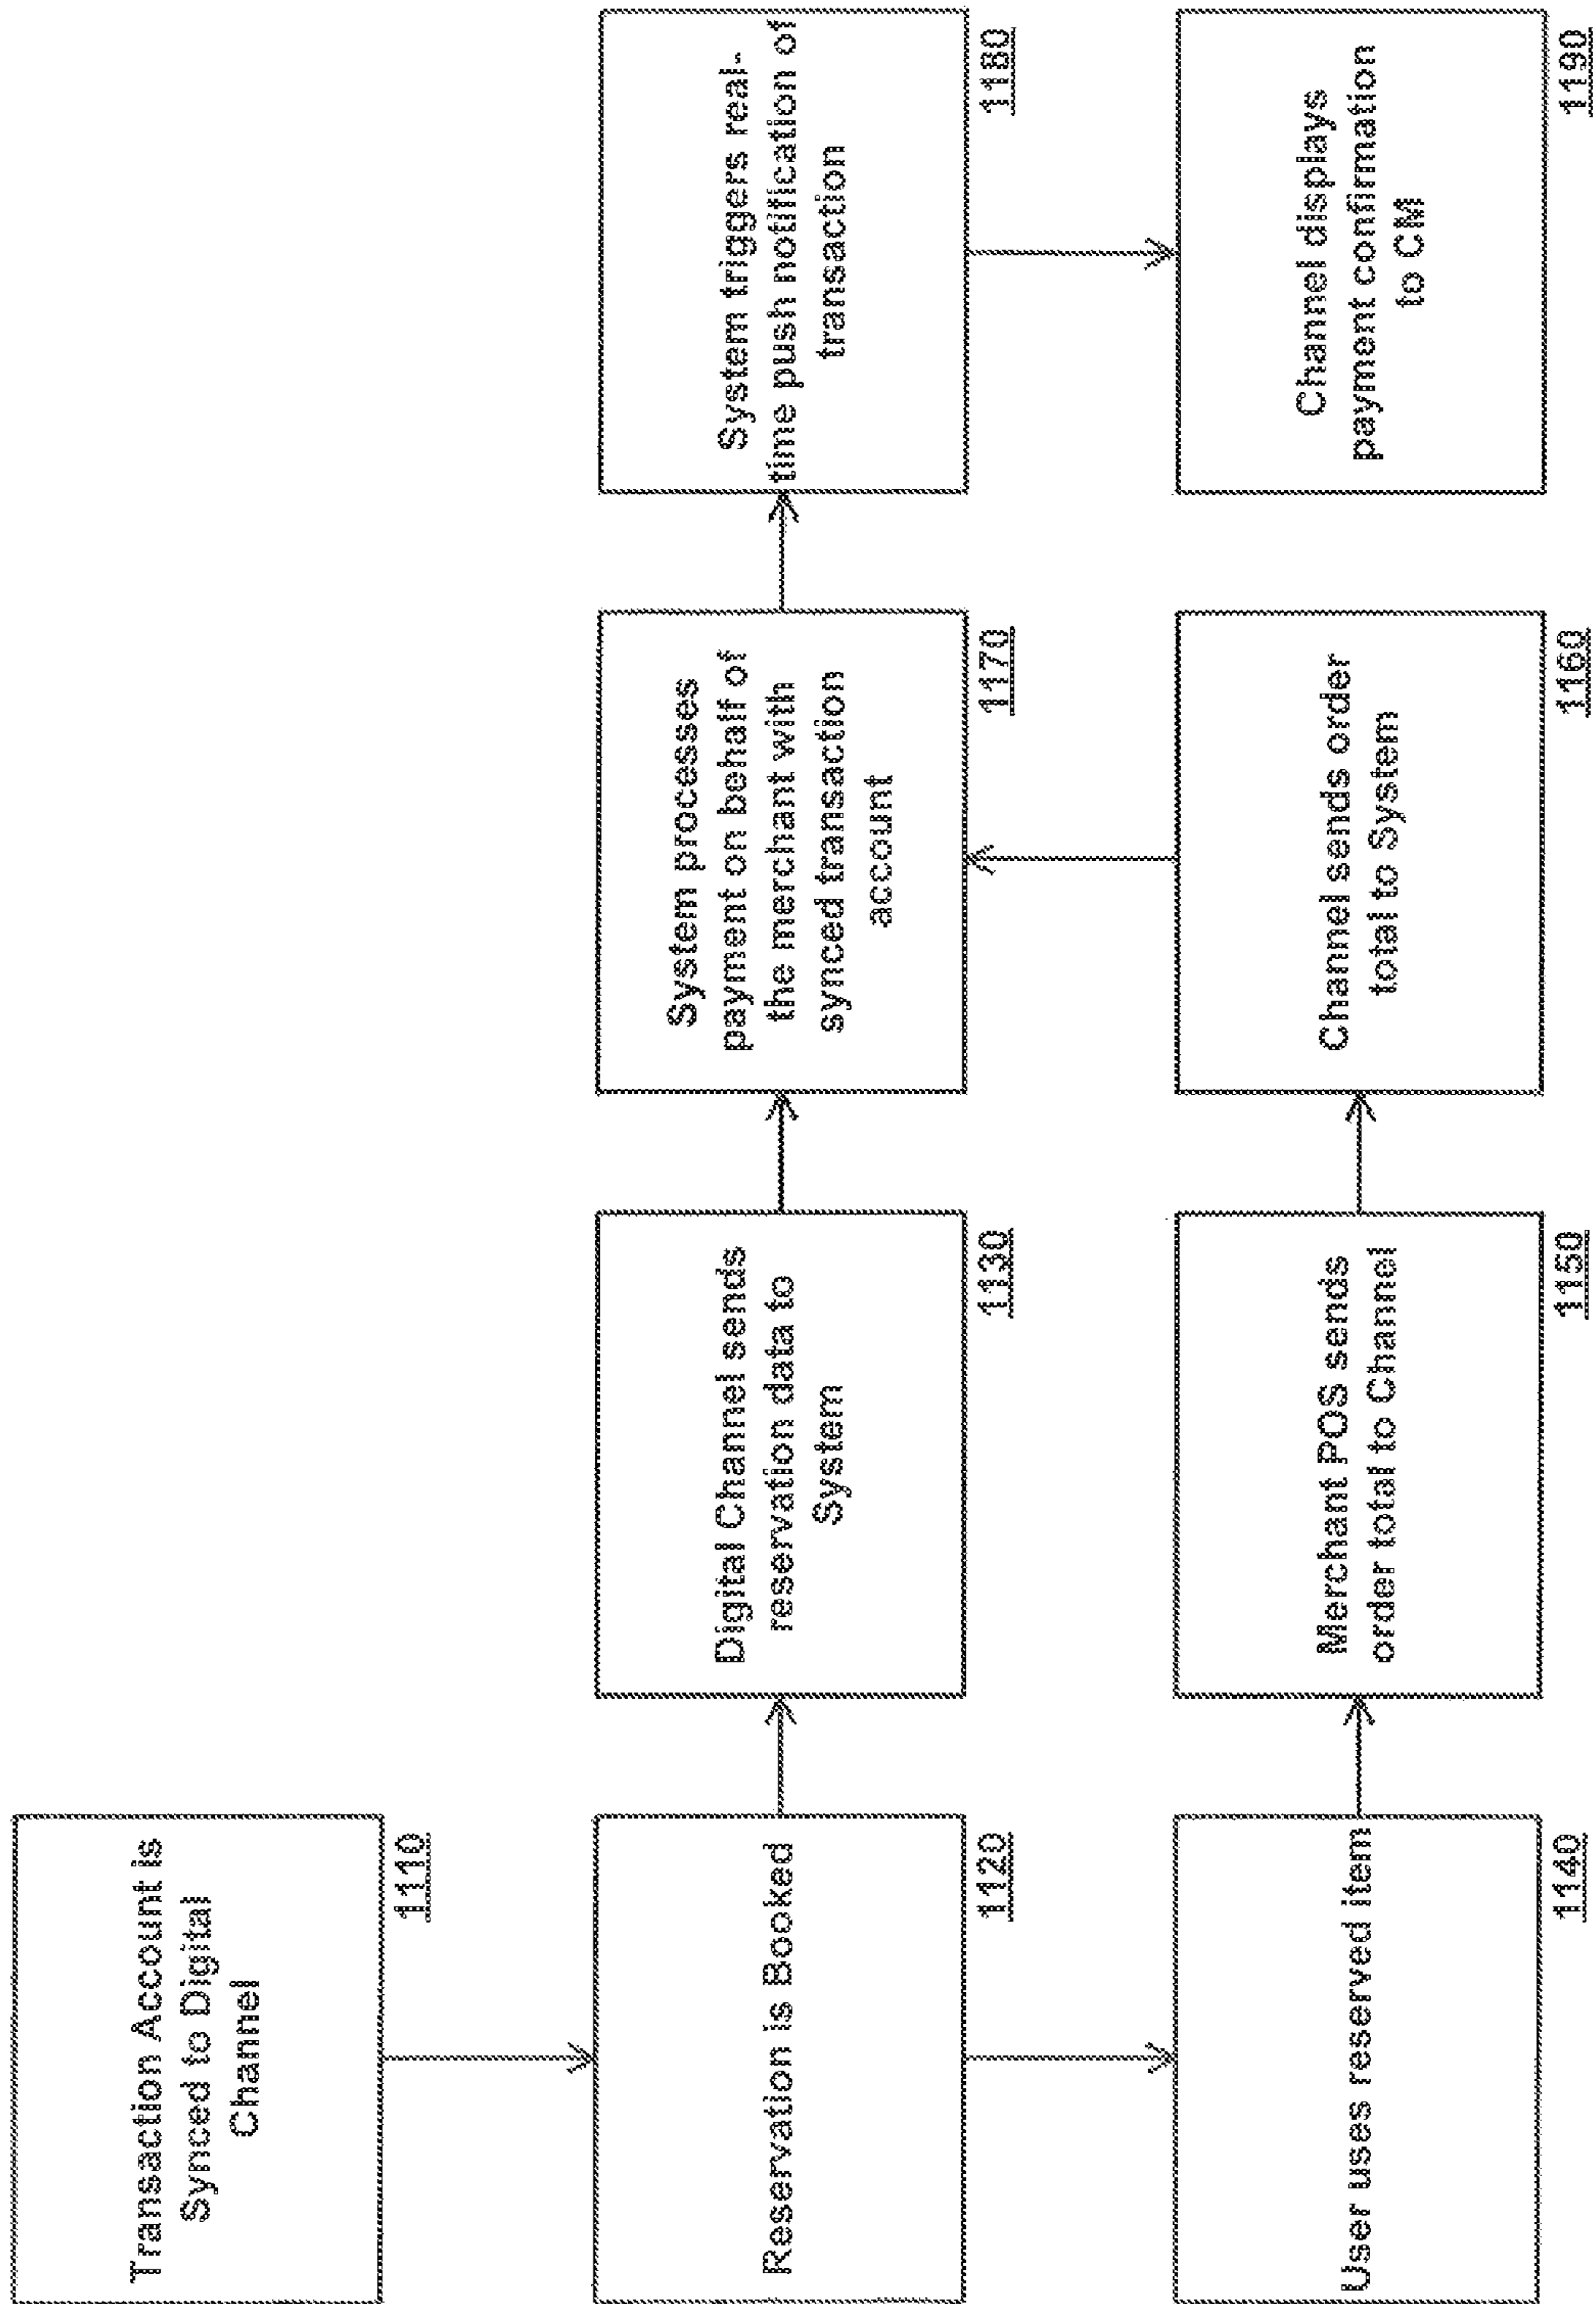 Transaction Account is
Synced to Digital
Channel
1110
Reservation is Booked
1120
Digital Channel sends
reservation data to
System
1130
User uses reserved item
1140
Merchant POS sends
order total to Channel
1150
Channel sends order
total to System
1160
System processes
payment on behalf of
the merchant with
synced transaction
account
1170
System triggers real-
time push notification of
transaction
1180
Channel displays
payment confirmation
to CM
1190